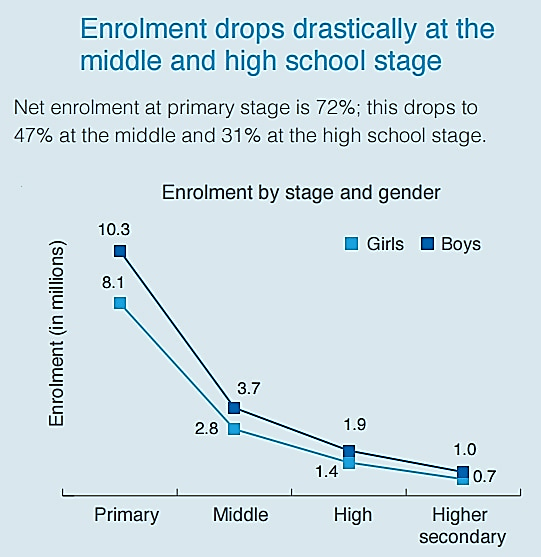 Enrolment drops drastically at the
middle and high school stage
Net enrolment at primary stage is 72%; this drops to
47% at the middle and 31% at the high school stage.
Enrolment by stage and gender
Girls Boys
Enrolment (in millions)
10.3
8.1
3.7
2.8
1.9
1.4
1.0
0.7
Primary Middle High Higher
secondary